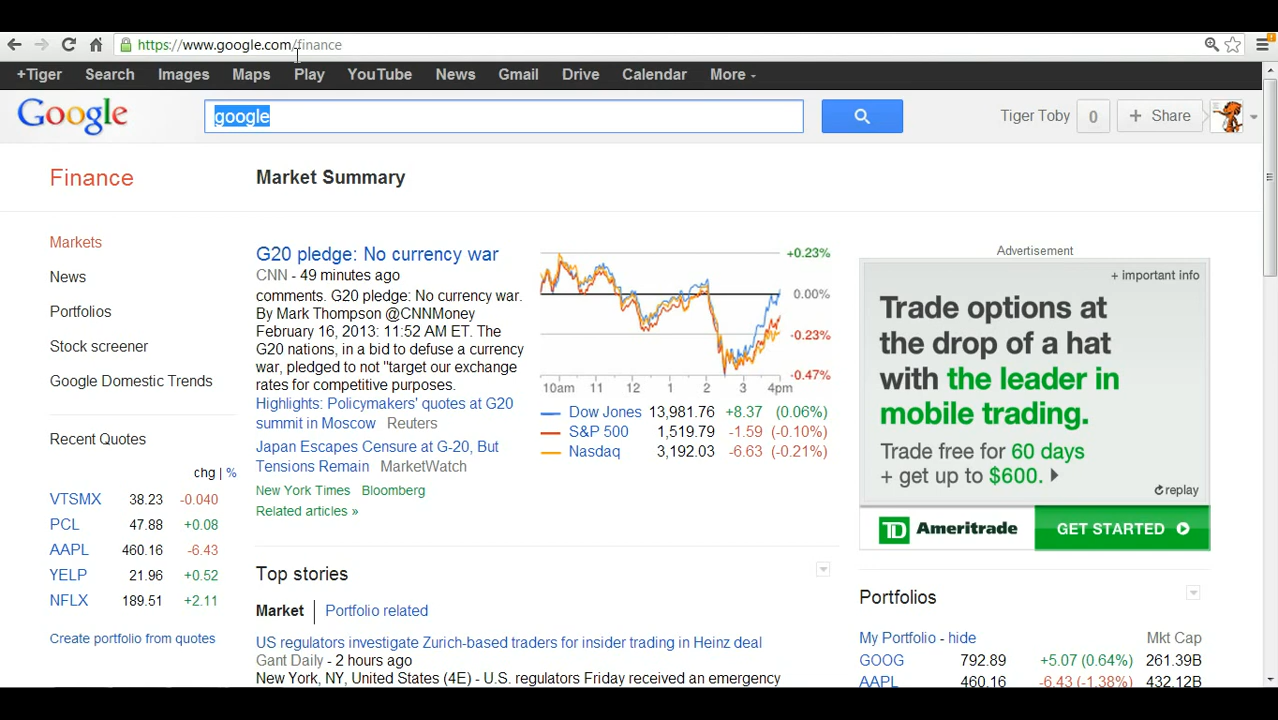 https://www.google.com/finance
+Tiger Search Images Maps Play YouTube News Gmail Drive Calendar More
Google google Tiger Toby 0 + Share
Finance
Market Summary
Markets
News
Portfolios
Stock screener
Google Domestic Trends
Recent Quotes
chg | %
VTSMX 38.23 -0.040
PCL 47.88 +0.08
AAPL 460.16 -6.43
YELP 21.96 +0.52
NFLX 189.51 +2.11
Create portfolio from quotes
G20 pledge: No currency war
CNN - 49 minutes ago
comments. G20 pledge: No currency war.
By Mark Thompson @CNNMoney
February 16, 2013: 11:52 AM ET. The
G20 nations, in a bid to defuse a currency
war, pledged to not "target our exchange
rates for competitive purposes.
Highlights: Policymakers' quotes at G20
summit in Moscow Reuters
Japan Escapes Censure at G-20, But
Tensions Remain MarketWatch
New York Times Bloomberg
Related articles »
+0.23%
0.00%
-0.23%
-0.47%
10am 11 12 1 2 3 4pm
Dow Jones 13,981.76 +8.37 (0.06%)
S&P 500 1,519.79 -1.59 (-0.10%)
Nasdaq 3,192.03 -6.63 (-0.21%)
Top stories
Market Portfolio related
US regulators investigate Zurich-based traders for insider trading in Heinz deal
Gant Daily - 2 hours ago
New York, NY, United States (4E) - U.S. regulators Friday received an emergency
Advertisement
+ important info
Trade options at
the drop of a hat
with the leader in
mobile trading.
Trade free for 60 days
+ get up to $600.
replay
TD Ameritrade GET STARTED
Portfolios
My Portfolio - hide Mkt Cap
GOOG 792.89 +5.07 (0.64%) 261.39B
AAPL 460.16 -6.43 (-1.38%) 432.12B